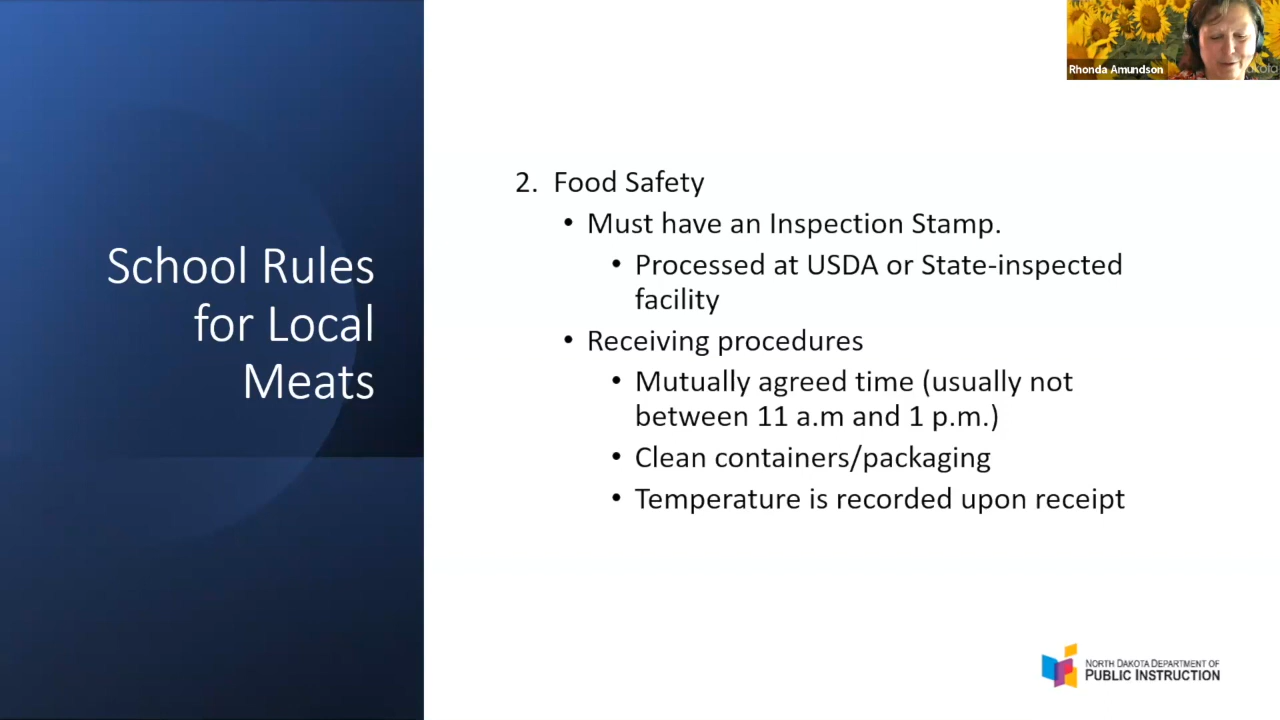 Rhonda Amundson
School Rules
for Local
Meats
2. Food Safety
• Must have an Inspection Stamp.
• Processed at USDA or State-inspected
facility
• Receiving procedures
• Mutually agreed time (usually not
between 11 a.m and 1 p.m.)
• Clean containers/packaging
• Temperature is recorded upon receipt
NORTH DAKOTA DEPARTMENT OF
PUBLIC INSTRUCTION